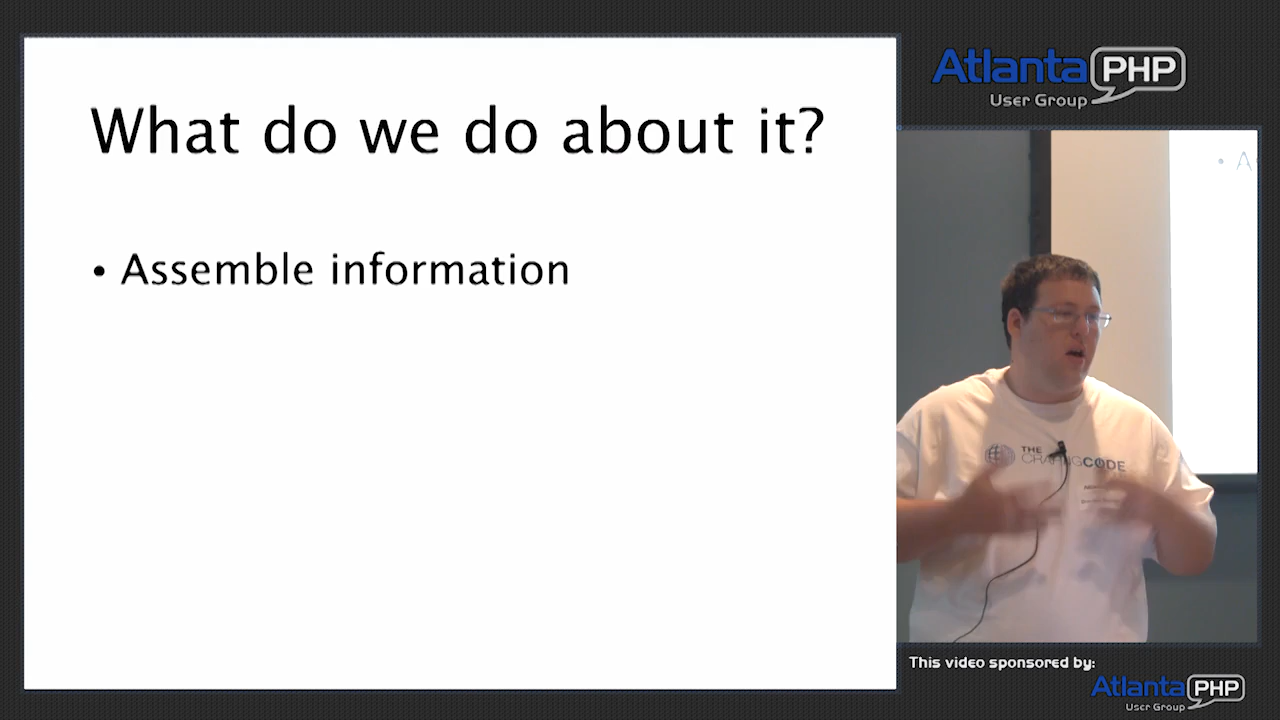 What do we do about it?
• Assemble information
Atlanta PHP
User Group
• A
THE
CODE
This video sponsored by:
Atlanta PHP
User Group